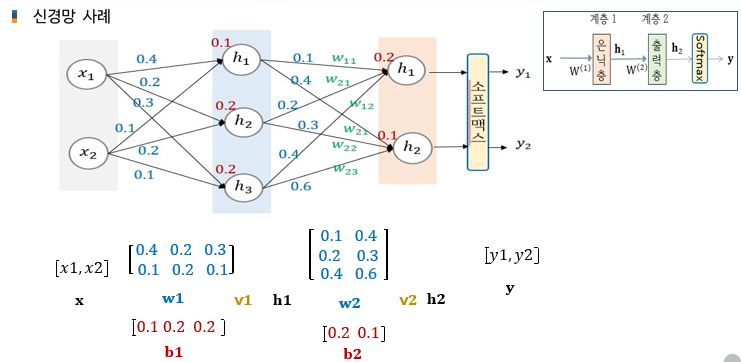 신경망 사례
계층 1 계층 2
x
W⁽¹⁾
은닉층
h₁
W⁽²⁾
출력층
h₂
Softmax
y
x₁
x₂
0.4
0.2
0.3
0.1
0.2
0.1
0.1
h₁
0.2
h₂
0.2
h₃
0.1 w₁₁
0.4 w₂₁
0.2 w₁₂
0.3 w₂₁
w₂₂
0.4
w₂₃
0.6
0.2
h₁
0.1
h₂
소프트맥스
y₁
y₂
[x1, x2]
x
0.4 0.2 0.3
0.1 0.2 0.1
w1
[0.1 0.2 0.2 ]
b1
v1
h1
0.1 0.4
0.2 0.3
0.4 0.6
w2
[0.2 0.1]
b2
v2
h2
[y1, y2]
y